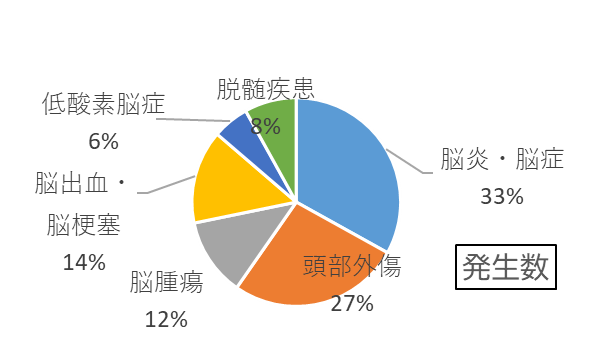 脱髄疾患
8%
低酸素脳症
6%
脳炎・脳症
33%
脳出血・
脳梗塞
14%
頭部外傷
27%
脳腫瘍
12%
発生数